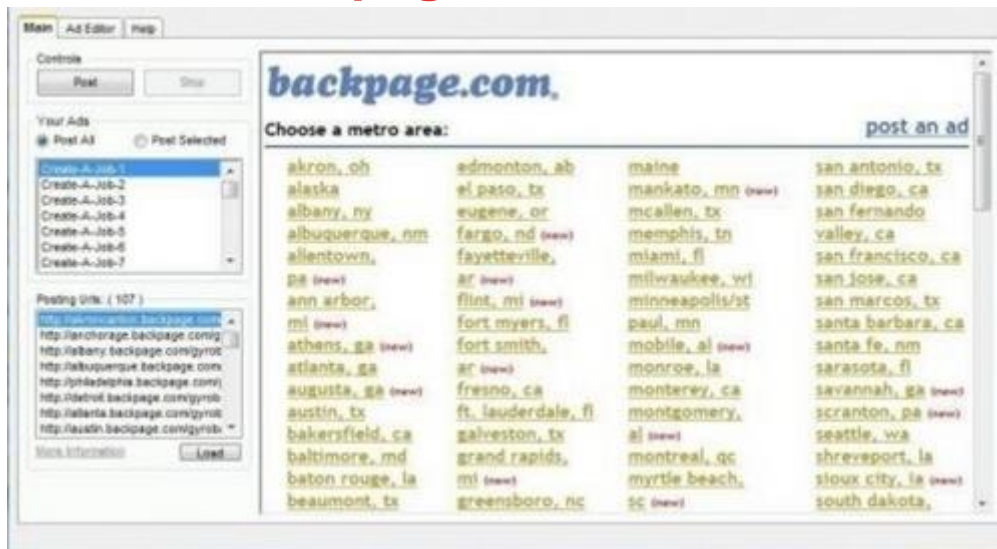 Main Ad Editor Help
Controls
Post Stop
Your Ads
Post All Post Selected
Create-A-Job-1
Create-A-Job-2
Create-A-Job-3
Create-A-Job-4
Create-A-Job-5
Create-A-Job-6
Create-A-Job-7
Posting Urls: ( 107 )
http://anchorage.backpage.com/g
http://albany.backpage.com/gyrob
http://albuquerque.backpage.com
http://philadelphia.backpage.com/
http://detroit.backpage.com/gyrob
http://atlanta.backpage.com/gyrob
http://austin.backpage.com/gyrob
More Information Load
backpage.com.
Choose a metro area:
post an ad
akron, oh
alaska
albany, ny
albuquerque, nm
allentown,
pa (new)
ann arbor,
mi (new)
athens, ga (new)
atlanta, ga
augusta, ga (new)
austin, tx
bakersfield, ca
baltimore, md
baton rouge, la
beaumont, tx
edmonton, ab
el paso, tx
eugene, or
fargo, nd (new)
fayetteville,
ar (new)
flint, mi (new)
fort myers, fl
fort smith,
ar (new)
fresno, ca
ft. lauderdale, fl
galveston, tx
grand rapids,
mi (new)
greensboro, nc
maine
mankato, mn (new)
mcallen, tx
memphis, tn
miami, fl
milwaukee, wi
minneapolis/st
paul, mn
mobile, al (new)
monroe, la
monterey, ca
montgomery,
al (new)
montreal, qc
myrtle beach,
sc (new)
san antonio, tx
san diego, ca
san fernando
valley, ca
san francisco, ca
san jose, ca
san marcos, tx
santa barbara, ca
santa fe, nm
sarasota, fl
savannah, ga (new)
scranton, pa (new)
seattle, wa
shreveport, la
sioux city, ia (new)
south dakota,